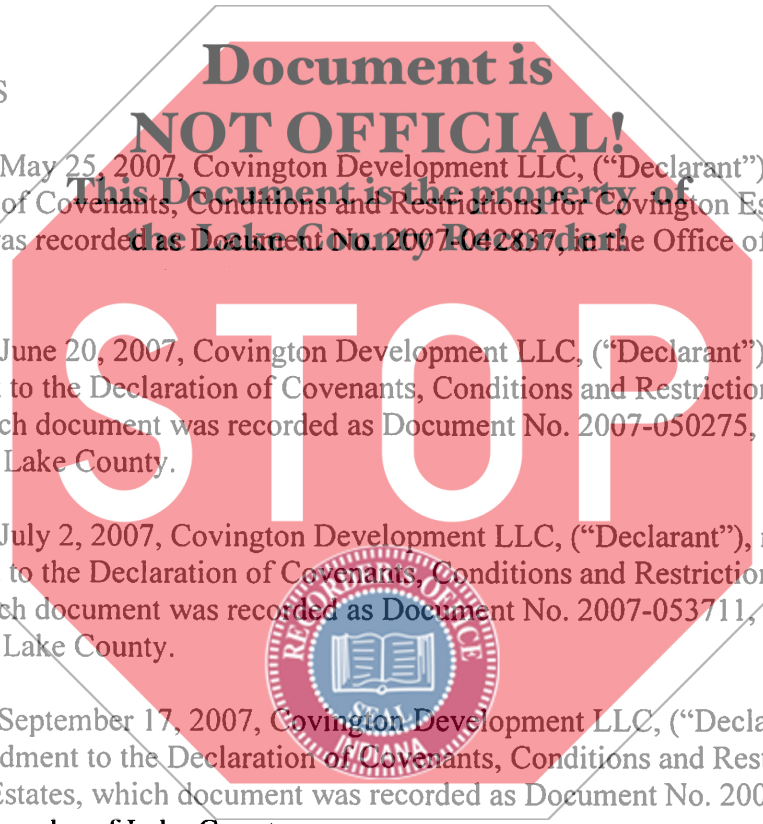 Document is
S
NOT OFFICIAL!
May 25, 2007, Covington Development LLC, (“Declarant”)
This Document is the property of
of Covenants, Conditions and Restrictions for Covington Es
the Lake County Recorder!
as recorded as Document No. 2007-042837, in the Office of
STOP
June 20, 2007, Covington Development LLC, (“Declarant”)
to the Declaration of Covenants, Conditions and Restriction
ch document was recorded as Document No. 2007-050275,
Lake County.
July 2, 2007, Covington Development LLC, (“Declarant”),
to the Declaration of Covenants, Conditions and Restriction
ch document was recorded as Document No. 2007-053711,
Lake County.
RECORDER'S OFFICE
SEAL
INDIANA
September 17, 2007, Covington Development LLC, (“Decla
dment to the Declaration of Covenants, Conditions and Rest
Estates, which document was recorded as Document No. 200